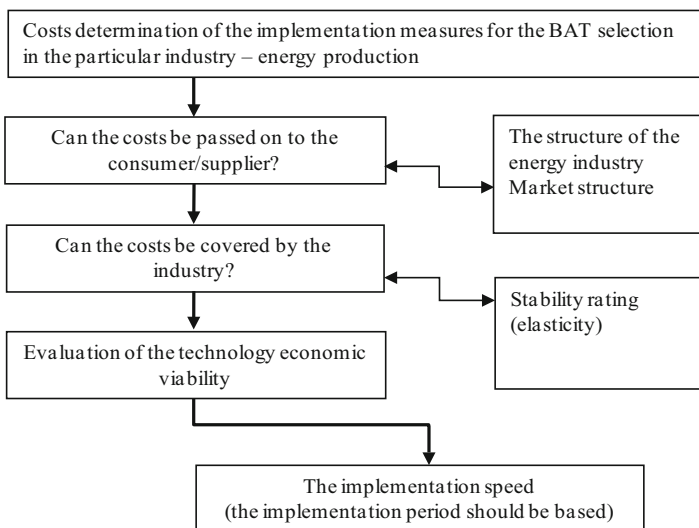 Costs determination of the implementation measures for the BAT selection
in the particular industry – energy production
Can the costs be passed on to the
consumer/supplier?
The structure of the
energy industry
Market structure
Can the costs be covered by the
industry?
Stability rating
(elasticity)
Evaluation of the technology economic
viability
The implementation speed
(the implementation period should be based)